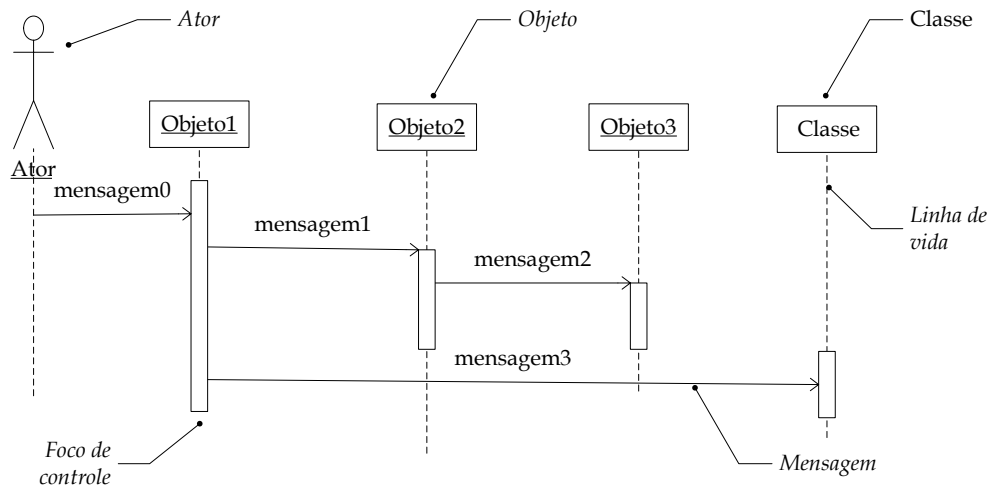 Ator
Objeto
Classe
Objeto1
Objeto2
Objeto3
Classe
Ator
mensagem0
mensagem1
mensagem2
mensagem3
Linha de
vida
Foco de
controle
Mensagem